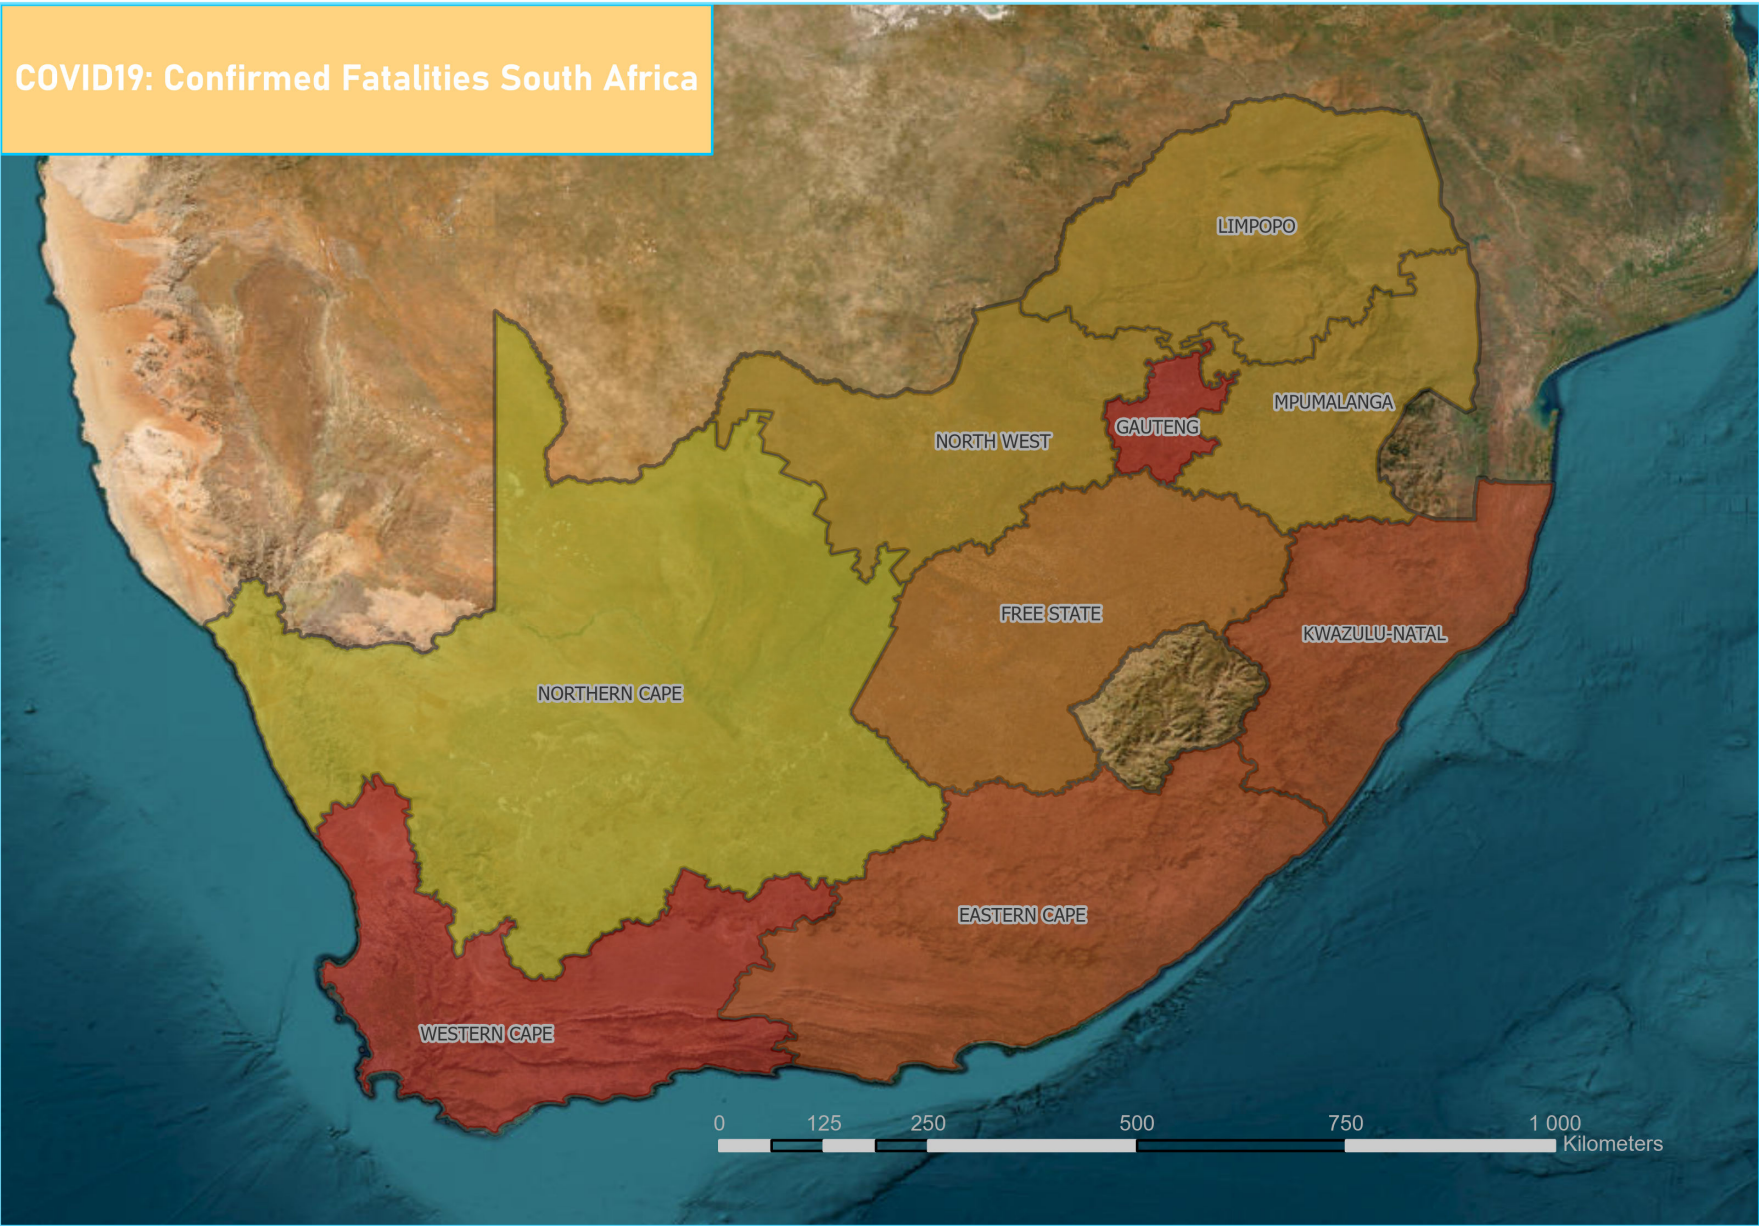 COVID19: Confirmed Fatalities South Africa
LIMPOPO
MPUMALANGA
GAUTENG
NORTH WEST
FREE STATE
KWAZULU-NATAL
NORTHERN CAPE
EASTERN CAPE
WESTERN CAPE
0 125 250 500 750 1 000
Kilometers